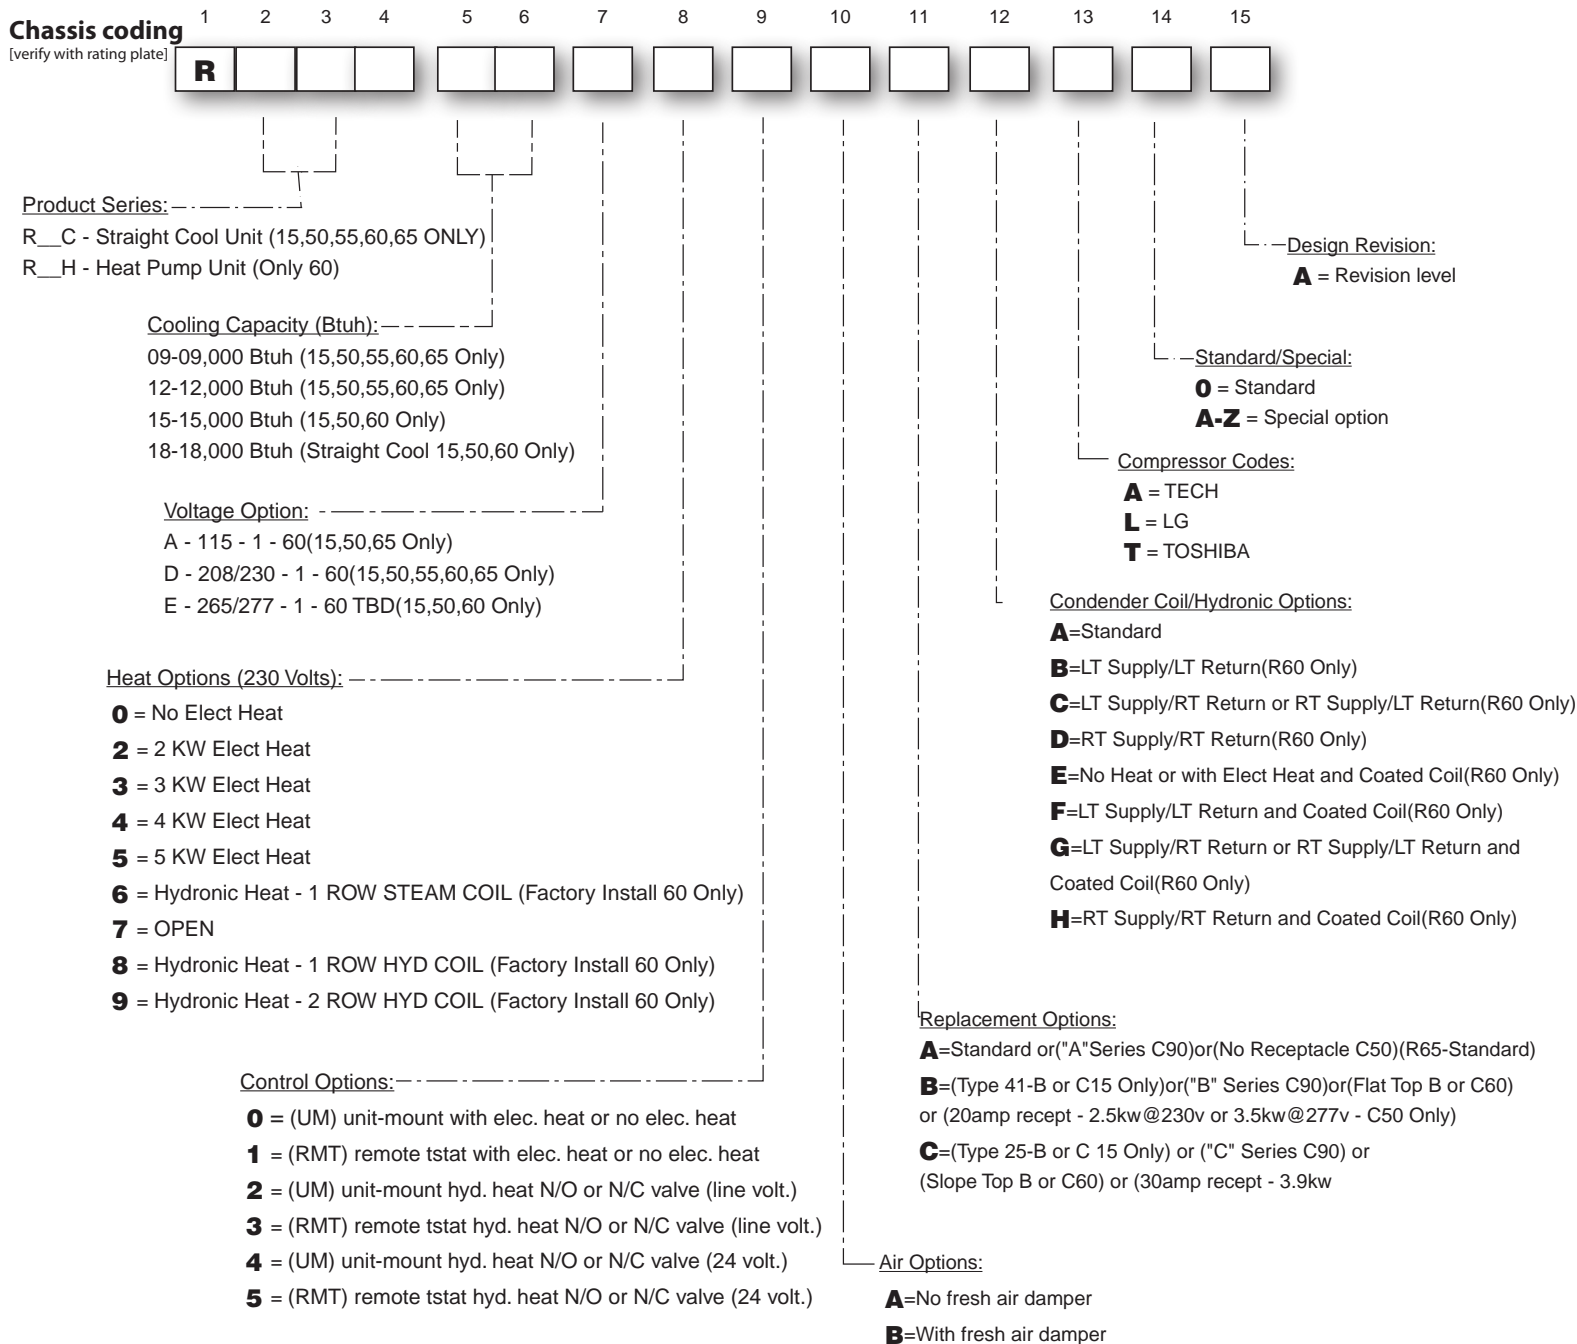 1 2 3 4 5 6 7 8 9 10 11 12 13 14 15
Chassis coding
[verify with rating plate]
R
Product Series:
R__C - Straight Cool Unit (15,50,55,60,65 ONLY)
R__H - Heat Pump Unit (Only 60)
Cooling Capacity (Btuh):
09-09,000 Btuh (15,50,55,60,65 Only)
12-12,000 Btuh (15,50,55,60,65 Only)
15-15,000 Btuh (15,50,60 Only)
18-18,000 Btuh (Straight Cool 15,50,60 Only)
Voltage Option:
A - 115 - 1 - 60(15,50,65 Only)
D - 208/230 - 1 - 60(15,50,55,60,65 Only)
E - 265/277 - 1 - 60 TBD(15,50,60 Only)
Heat Options (230 Volts):
0 = No Elect Heat
2 = 2 KW Elect Heat
3 = 3 KW Elect Heat
4 = 4 KW Elect Heat
5 = 5 KW Elect Heat
6 = Hydronic Heat - 1 ROW STEAM COIL (Factory Install 60 Only)
7 = OPEN
8 = Hydronic Heat - 1 ROW HYD COIL (Factory Install 60 Only)
9 = Hydronic Heat - 2 ROW HYD COIL (Factory Install 60 Only)
Control Options:
0 = (UM) unit-mount with elec. heat or no elec. heat
1 = (RMT) remote tstat with elec. heat or no elec. heat
2 = (UM) unit-mount hyd. heat N/O or N/C valve (line volt.)
3 = (RMT) remote tstat hyd. heat N/O or N/C valve (line volt.)
4 = (UM) unit-mount hyd. heat N/O or N/C valve (24 volt.)
5 = (RMT) remote tstat hyd. heat N/O or N/C valve (24 volt.)
Air Options:
A=No fresh air damper
B=With fresh air damper
Replacement Options:
A=Standard or("A"Series C90)or(No Receptacle C50)(R65-Standard)
B=(Type 41-B or C15 Only)or("B" Series C90)or(Flat Top B or C60)
or (20amp recept - 2.5kw@230v or 3.5kw@277v - C50 Only)
C=(Type 25-B or C 15 Only) or ("C" Series C90) or
(Slope Top B or C60) or (30amp recept - 3.9kw
Condender Coil/Hydronic Options:
A=Standard
B=LT Supply/LT Return(R60 Only)
C=LT Supply/RT Return or RT Supply/LT Return(R60 Only)
D=RT Supply/RT Return(R60 Only)
E=No Heat or with Elect Heat and Coated Coil(R60 Only)
F=LT Supply/LT Return and Coated Coil(R60 Only)
G=LT Supply/RT Return or RT Supply/LT Return and
Coated Coil(R60 Only)
H=RT Supply/RT Return and Coated Coil(R60 Only)
Compressor Codes:
A = TECH
L = LG
T = TOSHIBA
Standard/Special:
0 = Standard
A-Z = Special option
Design Revision:
A = Revision level